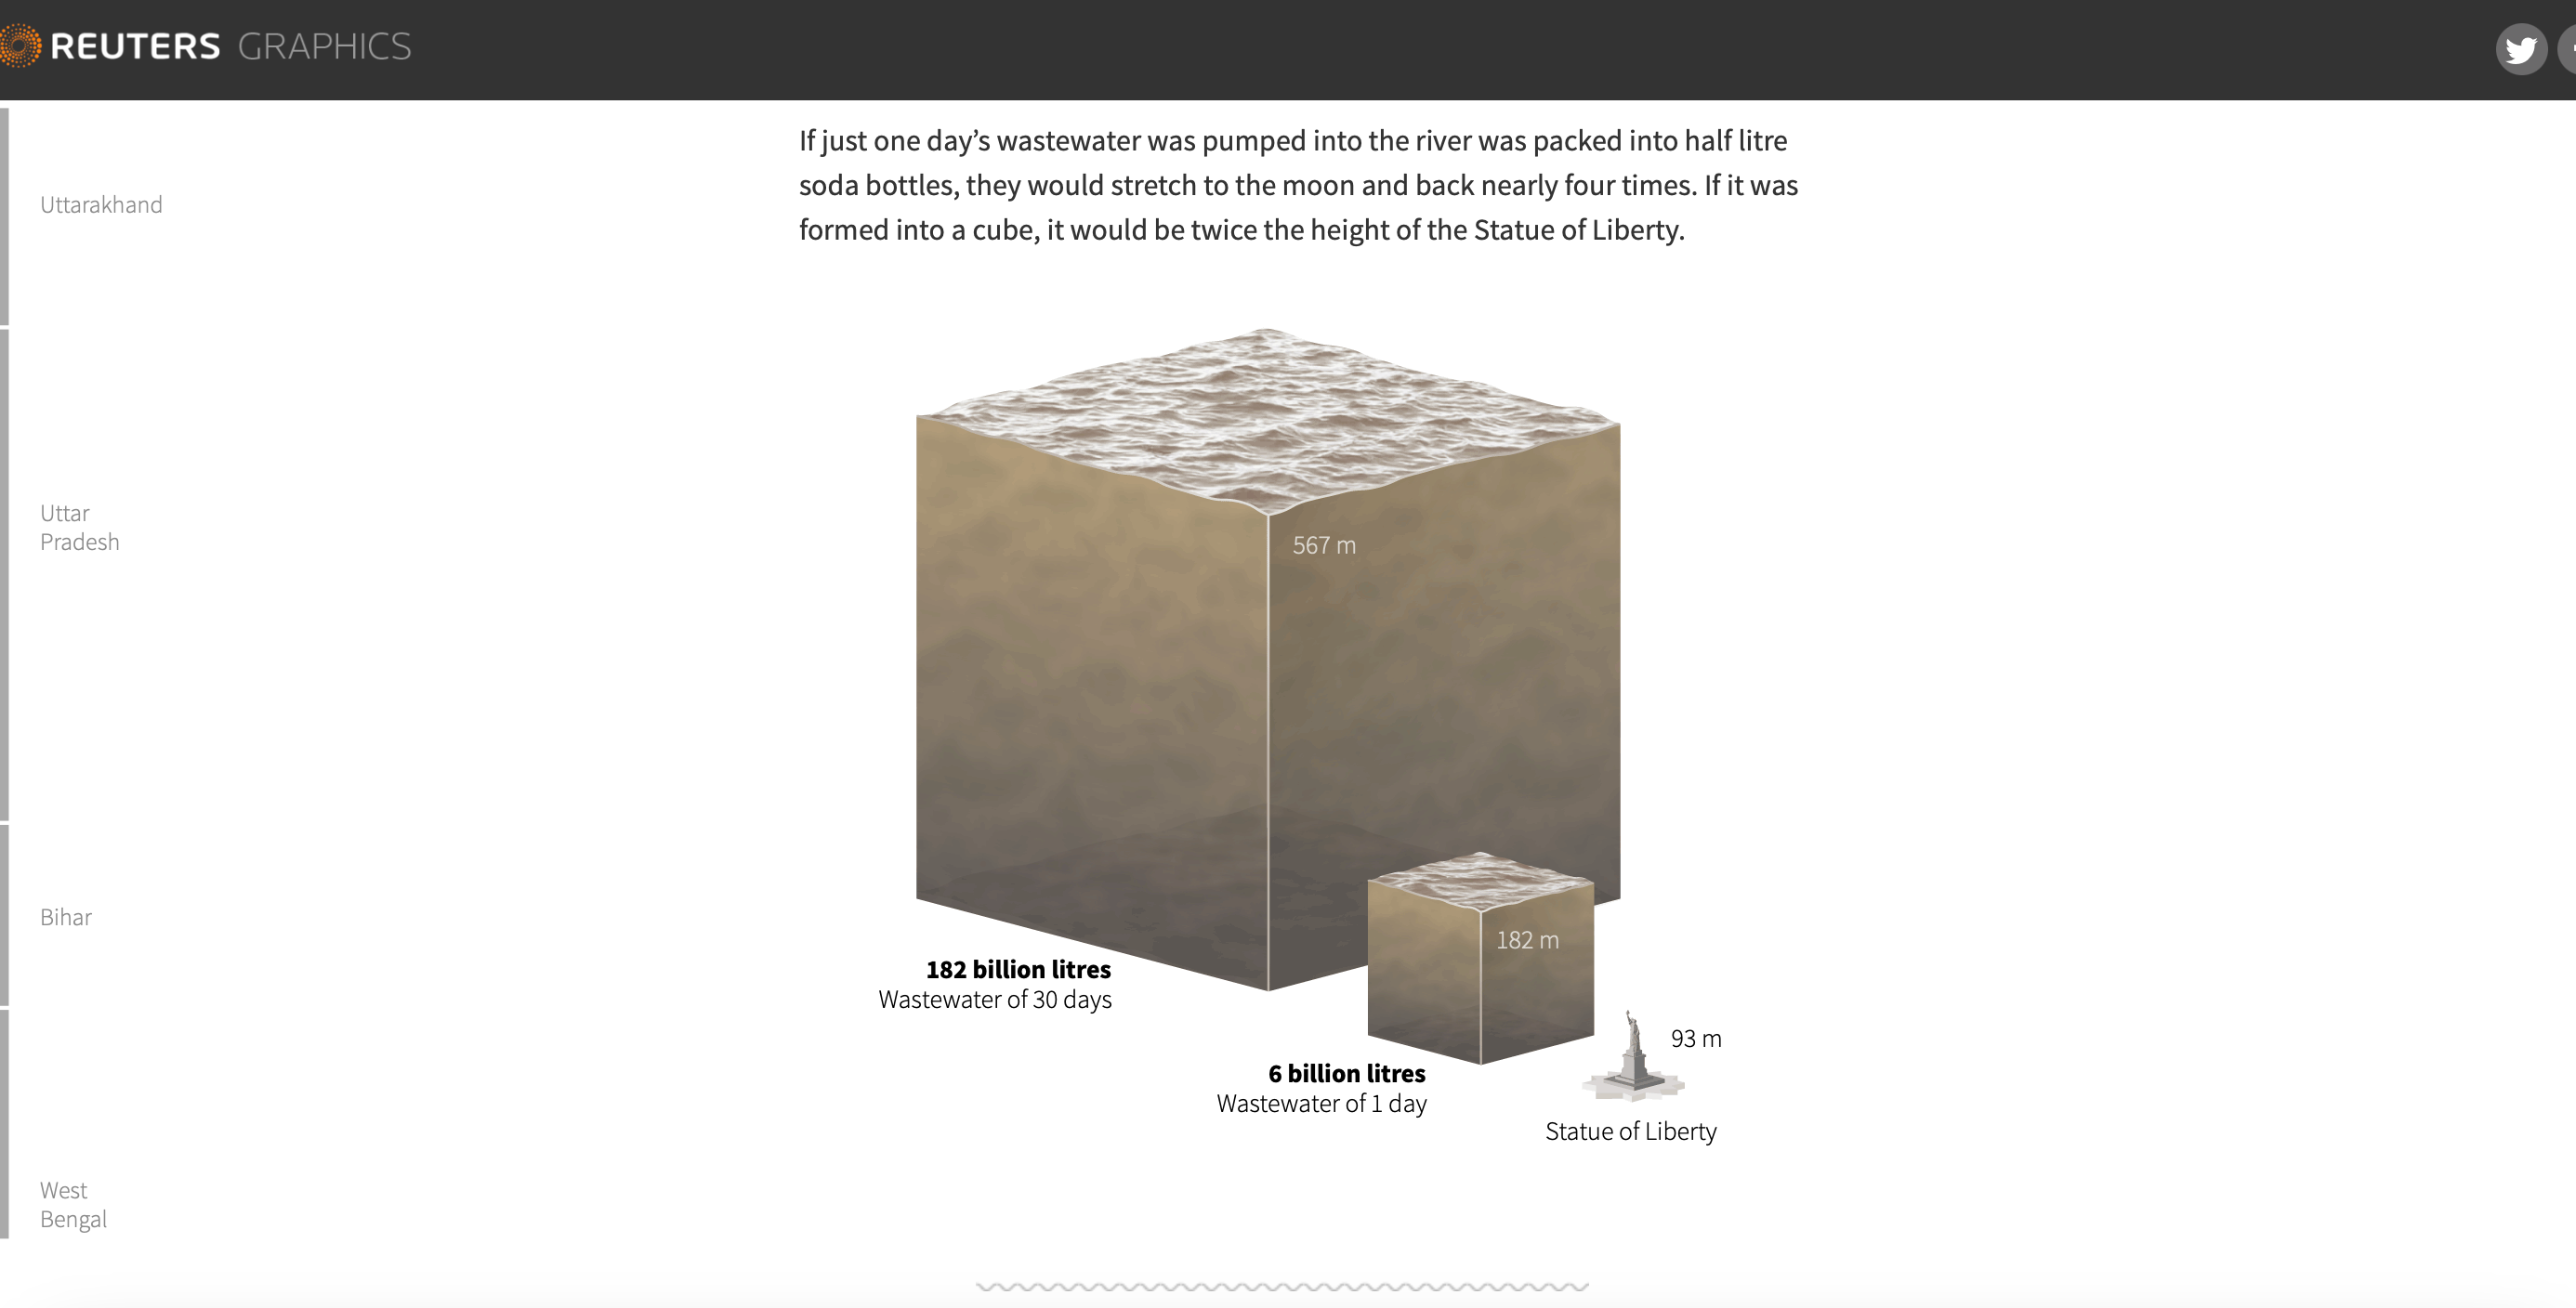 REUTERS GRAPHICS
If just one day’s wastewater was pumped into the river was packed into half litre
soda bottles, they would stretch to the moon and back nearly four times. If it was
formed into a cube, it would be twice the height of the Statue of Liberty.
Uttarakhand
Uttar
Pradesh
Bihar
West
Bengal
567 m
182 billion litres
Wastewater of 30 days
182 m
6 billion litres
Wastewater of 1 day
93 m
Statue of Liberty